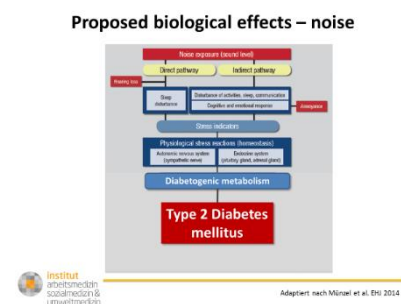 Proposed biological effects – noise
Noise exposure (sound level)
Direct pathway
Indirect pathway
Hearing loss
Sleep
disturbance
Disturbance of activities, sleep, communication
Cognitive and emotional response
Annoyance
Stress indicators
Physiological stress reactions (homeostasis)
Autonomic nervous system
(sympathetic nerve)
Endocrine system
(pituitary gland, adrenal gland)
Diabetogenic metabolism
Type 2 Diabetes
mellitus
institut
arbeitsmedizin
sozialmedizin &
umweltmedizin
Adaptiert nach Münzel et al. EHJ 2014